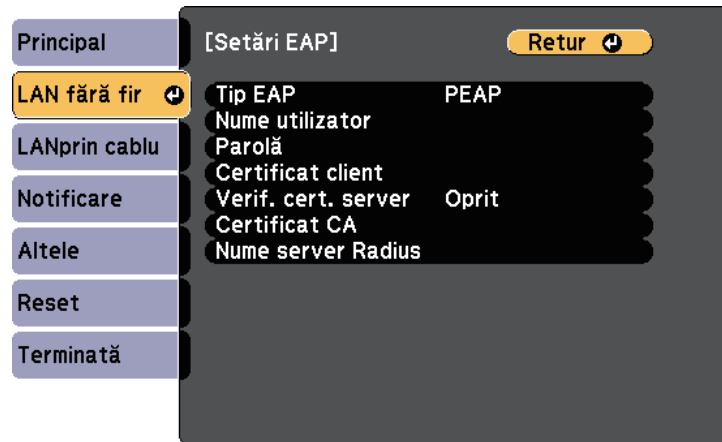 Principal
LAN fără fir
LANprin cablu
Notificare
Altele
Reset
Terminată
[Setări EAP]
Retur
Tip EAP PEAP
Nume utilizator
Parolă
Certificat client
Verif. cert. server Oprit
Certificat CA
Nume server Radius